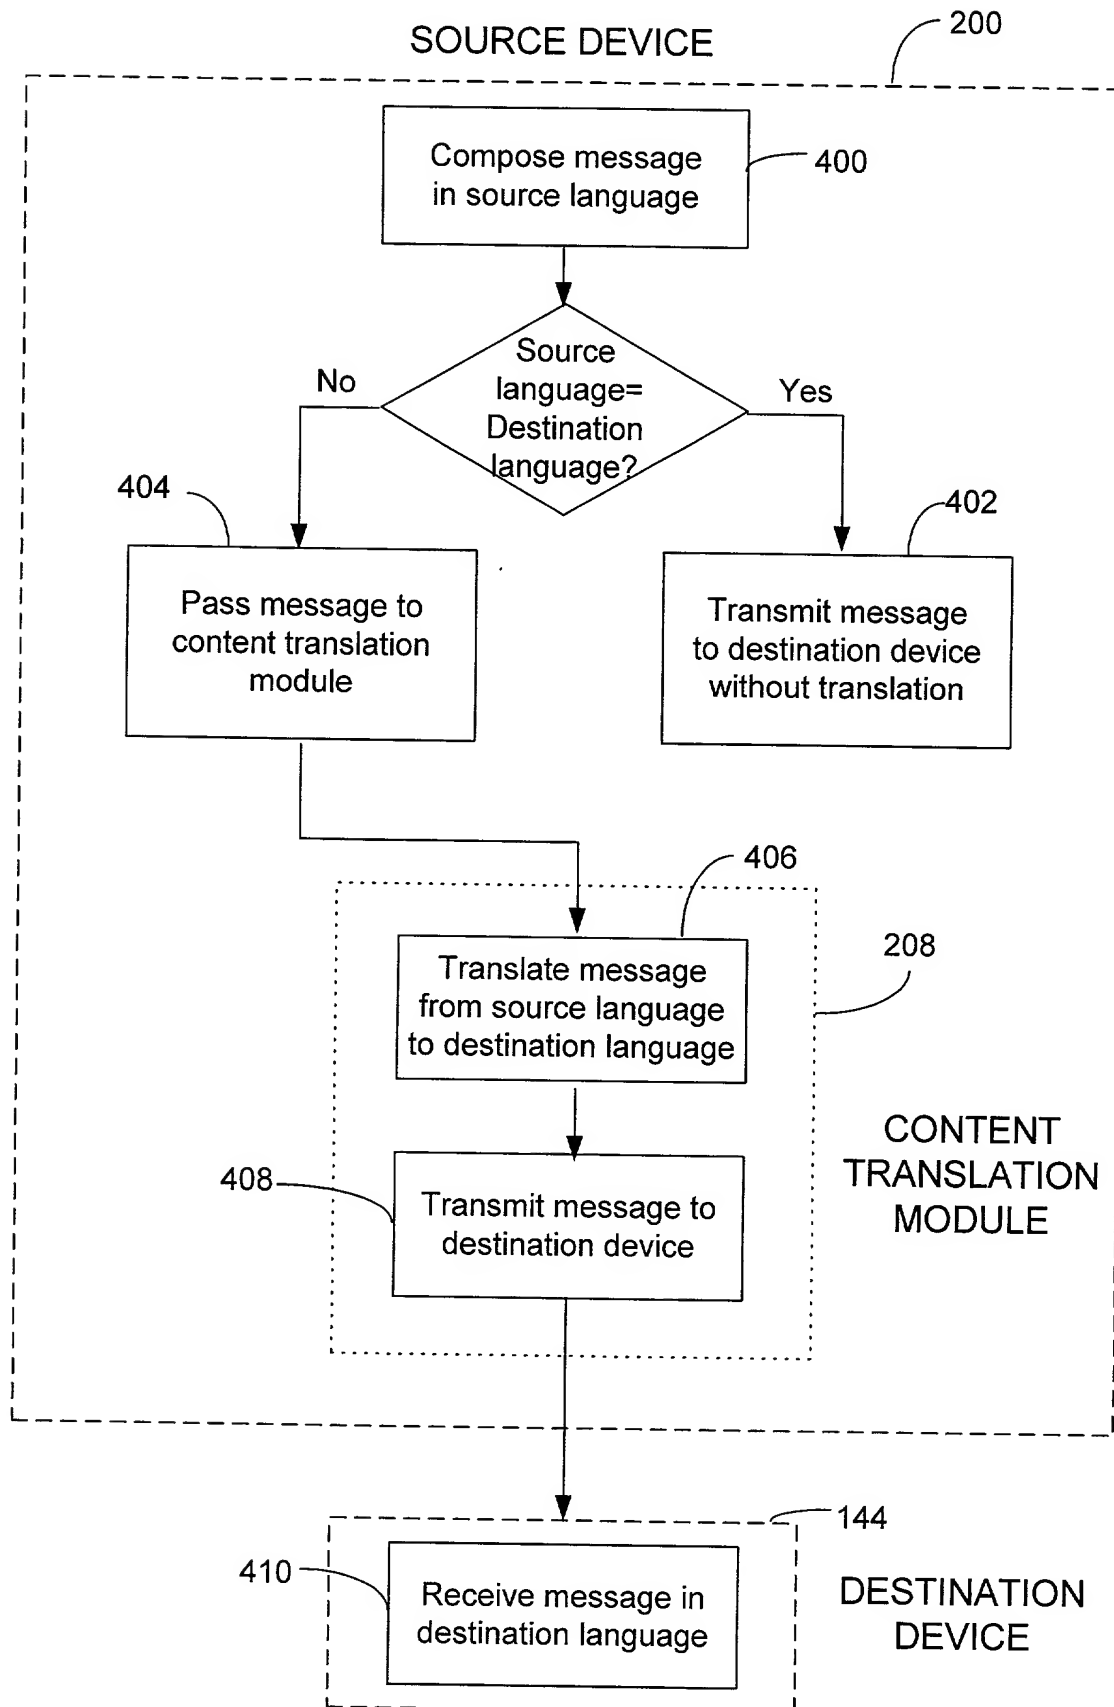 SOURCE DEVICE
200
Compose message
in source language
400
Source
language=
Destination
language?
No
Yes
404
402
Pass message to
content translation
module
Transmit message
to destination device
without translation
406
208
Translate message
from source language
to destination language
CONTENT
TRANSLATION
MODULE
408
Transmit message to
destination device
144
410
Receive message in
destination language
DESTINATION
DEVICE